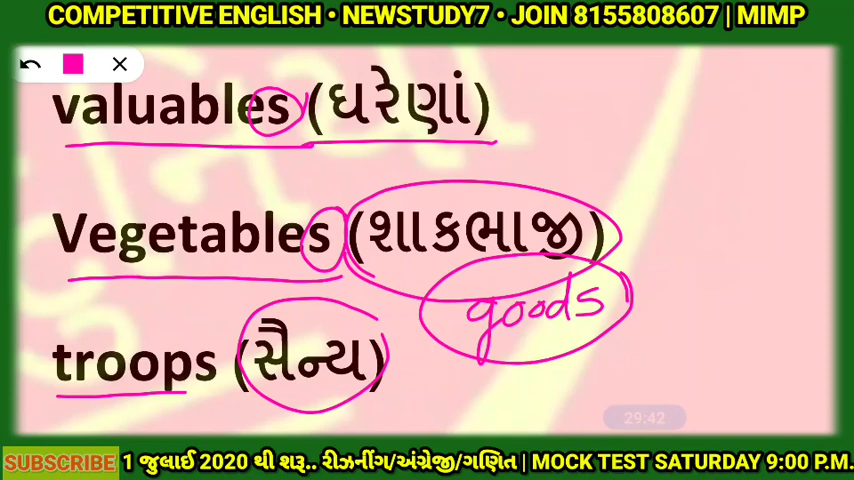 COMPETITIVE ENGLISH • NEWSTUDY7 • JOIN 8155808607 | MIMP
valuables (ઘરેણાં)
Vegetables (શાકભાજી)
goods
troops (સૈન્ય)
29:42
SUBSCRIBE 1 જુલાઈ 2020 થી શરૂ.. રીઝનીંગ/અંગ્રેજી/ગણિત | MOCK TEST SATURDAY 9:00 P.M.